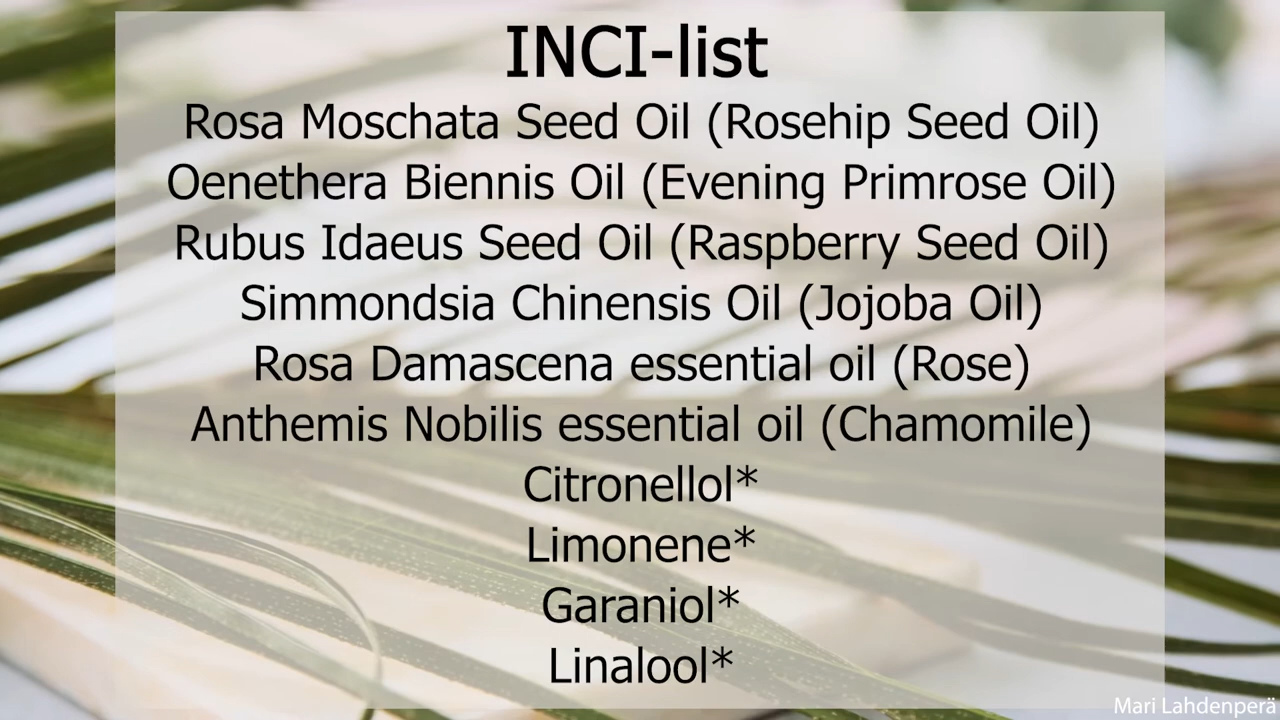 INCI-list
Rosa Moschata Seed Oil (Rosehip Seed Oil)
Oenethera Biennis Oil (Evening Primrose Oil)
Rubus Idaeus Seed Oil (Raspberry Seed Oil)
Simmondsia Chinensis Oil (Jojoba Oil)
Rosa Damascena essential oil (Rose)
Anthemis Nobilis essential oil (Chamomile)
Citronellol*
Limonene*
Garaniol*
Linalool*
Mari Lahdenperä